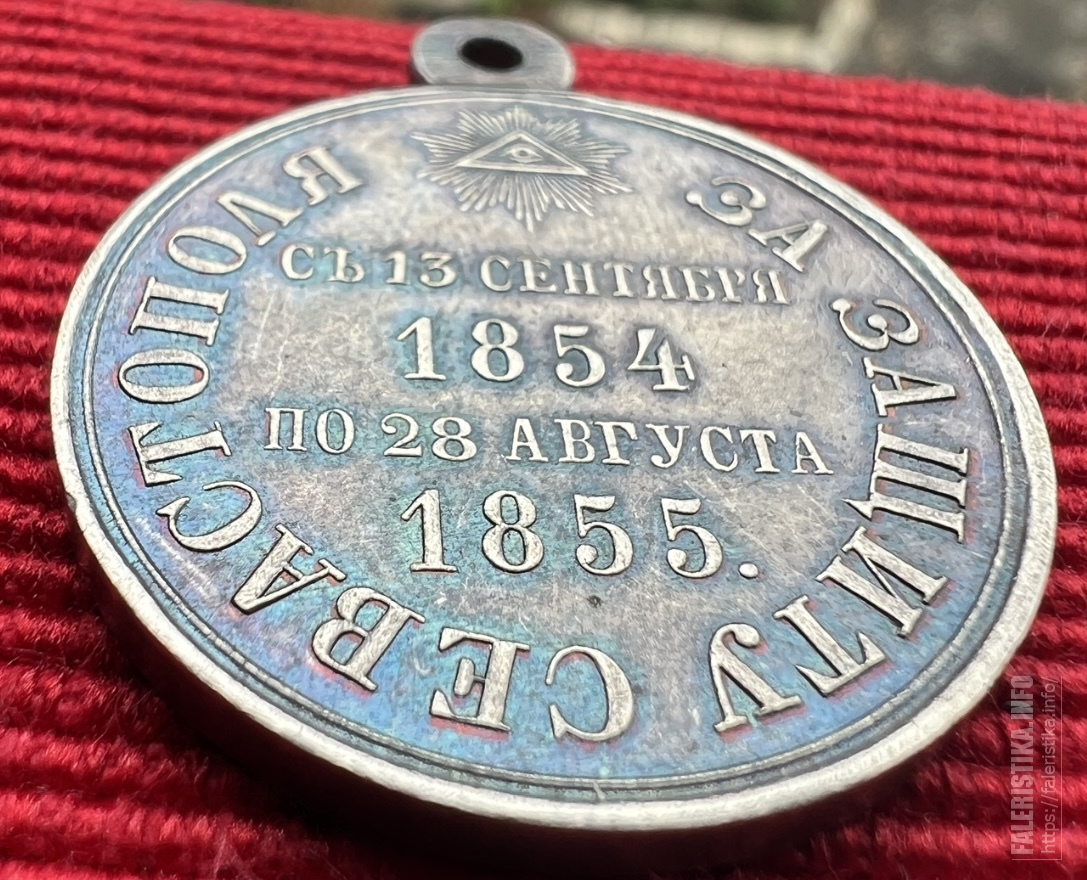 ЗА ЗАЩИТУ СЕВАСТОПОЛЯ
СЪ 13 СЕНТЯБРЯ
1854
ПО 28 АВГУСТА
1855.
FALERISTIKA.INFO
https://faleristika.info/